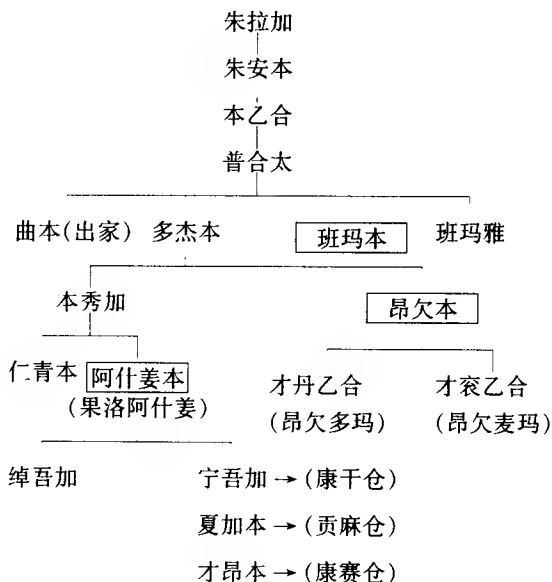 朱拉加
朱安本
本乙合
普合太
曲本(出家) 多杰本 班玛本 班玛雅
本秀加 昂欠本
仁青本 阿什姜本 才丹乙合 才衮乙合
(果洛阿什姜) (昂欠多玛) (昂欠麦玛)
绰吾加 宁吾加→(康干仓)
夏加本→(贡麻仓)
才昂本→(康赛仓)